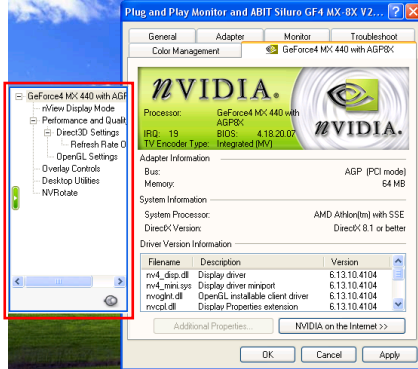 Plug and Play Monitor and ABIT Siluro GF4 MX-8X V2...
General Adapter Monitor Troubleshoot
Color Management GeForce4 MX 440 with AGP8X
GeForce4 MX 440 with AGP
nView Display Mode
Performance and Qualit
Direct3D Settings
Refresh Rate O
OpenGL Settings
Overlay Controls
Desktop Utilities
NVRotate
nVIDIA.
Processor: GeForce4 MX 440 with
AGP8X
IRQ: 19 BIOS: 4.18.20.07
TV Encoder Type: Integrated (MV)
nVIDIA.
Adapter Information
Bus: AGP (PCI mode)
Memory: 64 MB
System Information
System Processor: AMD Athlon(tm) with SSE
DirectX Version: DirectX 8.1 or better
Driver Version Information
Filename Description Version
nv4_disp.dll Display driver 6.13.10.4104
nv4_mini.sys Display driver miniport 6.13.10.4104
nvoglnt.dll OpenGL installable client driver 6.13.10.4104
nvcpl.dll Display Properties extension 6.13.10.4104
Additional Properties... NVIDIA on the Internet >>
OK Cancel Apply